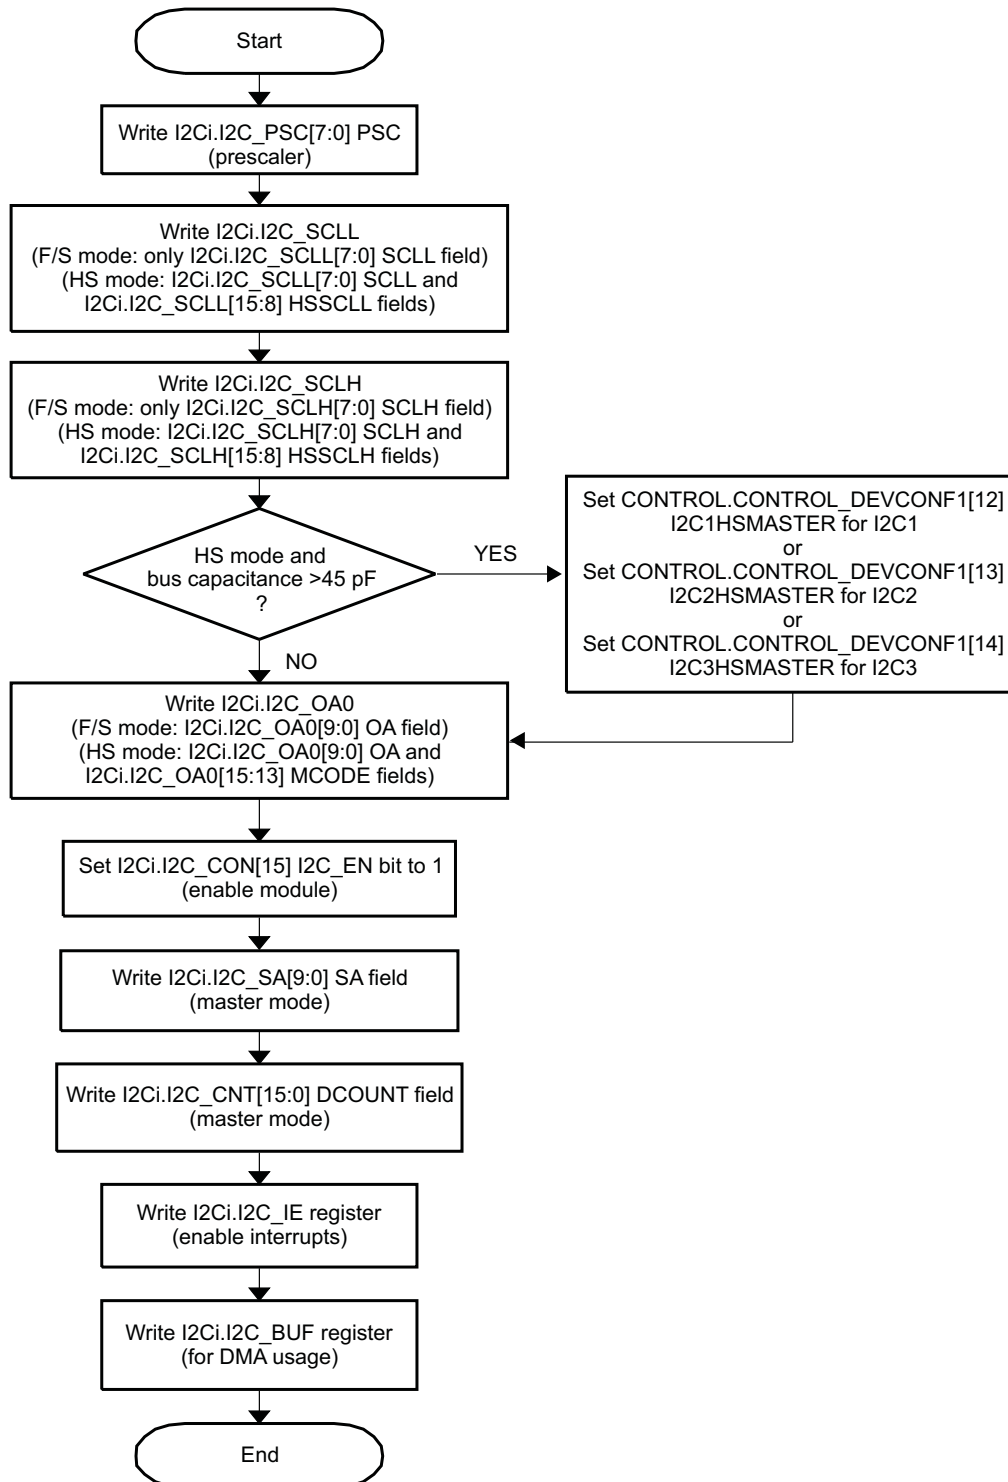 Start
Write I2Ci.I2C_PSC[7:0] PSC
(prescaler)
Write I2Ci.I2C_SCLL
(F/S mode: only I2Ci.I2C_SCLL[7:0] SCLL field)
(HS mode: I2Ci.I2C_SCLL[7:0] SCLL and
I2Ci.I2C_SCLL[15:8] HSSCLL fields)
Write I2Ci.I2C_SCLH
(F/S mode: only I2Ci.I2C_SCLH[7:0] SCLH field)
(HS mode: I2Ci.I2C_SCLH[7:0] SCLH and
I2Ci.I2C_SCLH[15:8] HSSCLH fields)
HS mode and
bus capacitance >45 pF
?
YES
Set CONTROL.CONTROL_DEVCONF1[12]
I2C1HSMASTER for I2C1
or
Set CONTROL.CONTROL_DEVCONF1[13]
I2C2HSMASTER for I2C2
or
Set CONTROL.CONTROL_DEVCONF1[14]
I2C3HSMASTER for I2C3
NO
Write I2Ci.I2C_OA0
(F/S mode: I2Ci.I2C_OA0[9:0] OA field)
(HS mode: I2Ci.I2C_OA0[9:0] OA and
I2Ci.I2C_OA0[15:13] MCODE fields)
Set I2Ci.I2C_CON[15] I2C_EN bit to 1
(enable module)
Write I2Ci.I2C_SA[9:0] SA field
(master mode)
Write I2Ci.I2C_CNT[15:0] DCOUNT field
(master mode)
Write I2Ci.I2C_IE register
(enable interrupts)
Write I2Ci.I2C_BUF register
(for DMA usage)
End